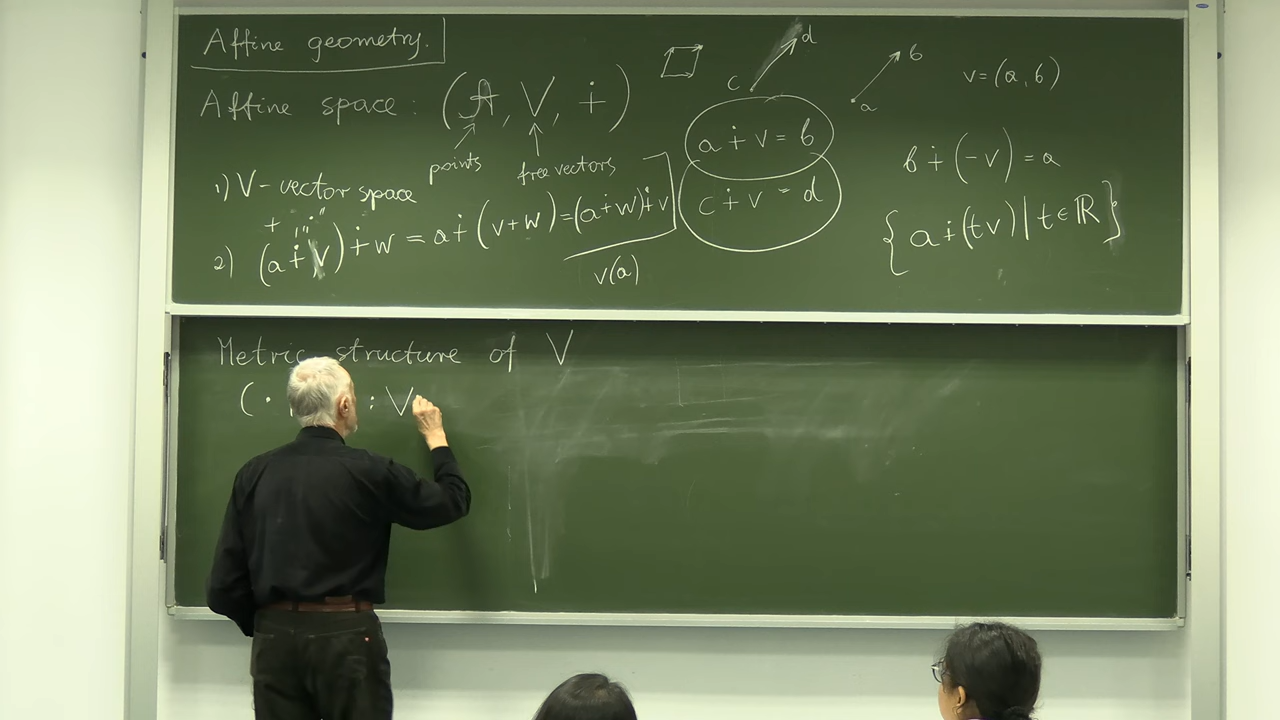 Affine geometry.
Affine space: (A, V, ∔)
points
free vectors
1) V-vector space
+ "∔"
2) (a∔v)∔w = a∔(v+w)=(a∔w)∔v
v(a)
c d
a b
a∔v=b
c∔v=d
v=(a,b)
b∔(-v)=a
{a∔(tv)|t∈ℝ}
Metric structure of V
(· : V